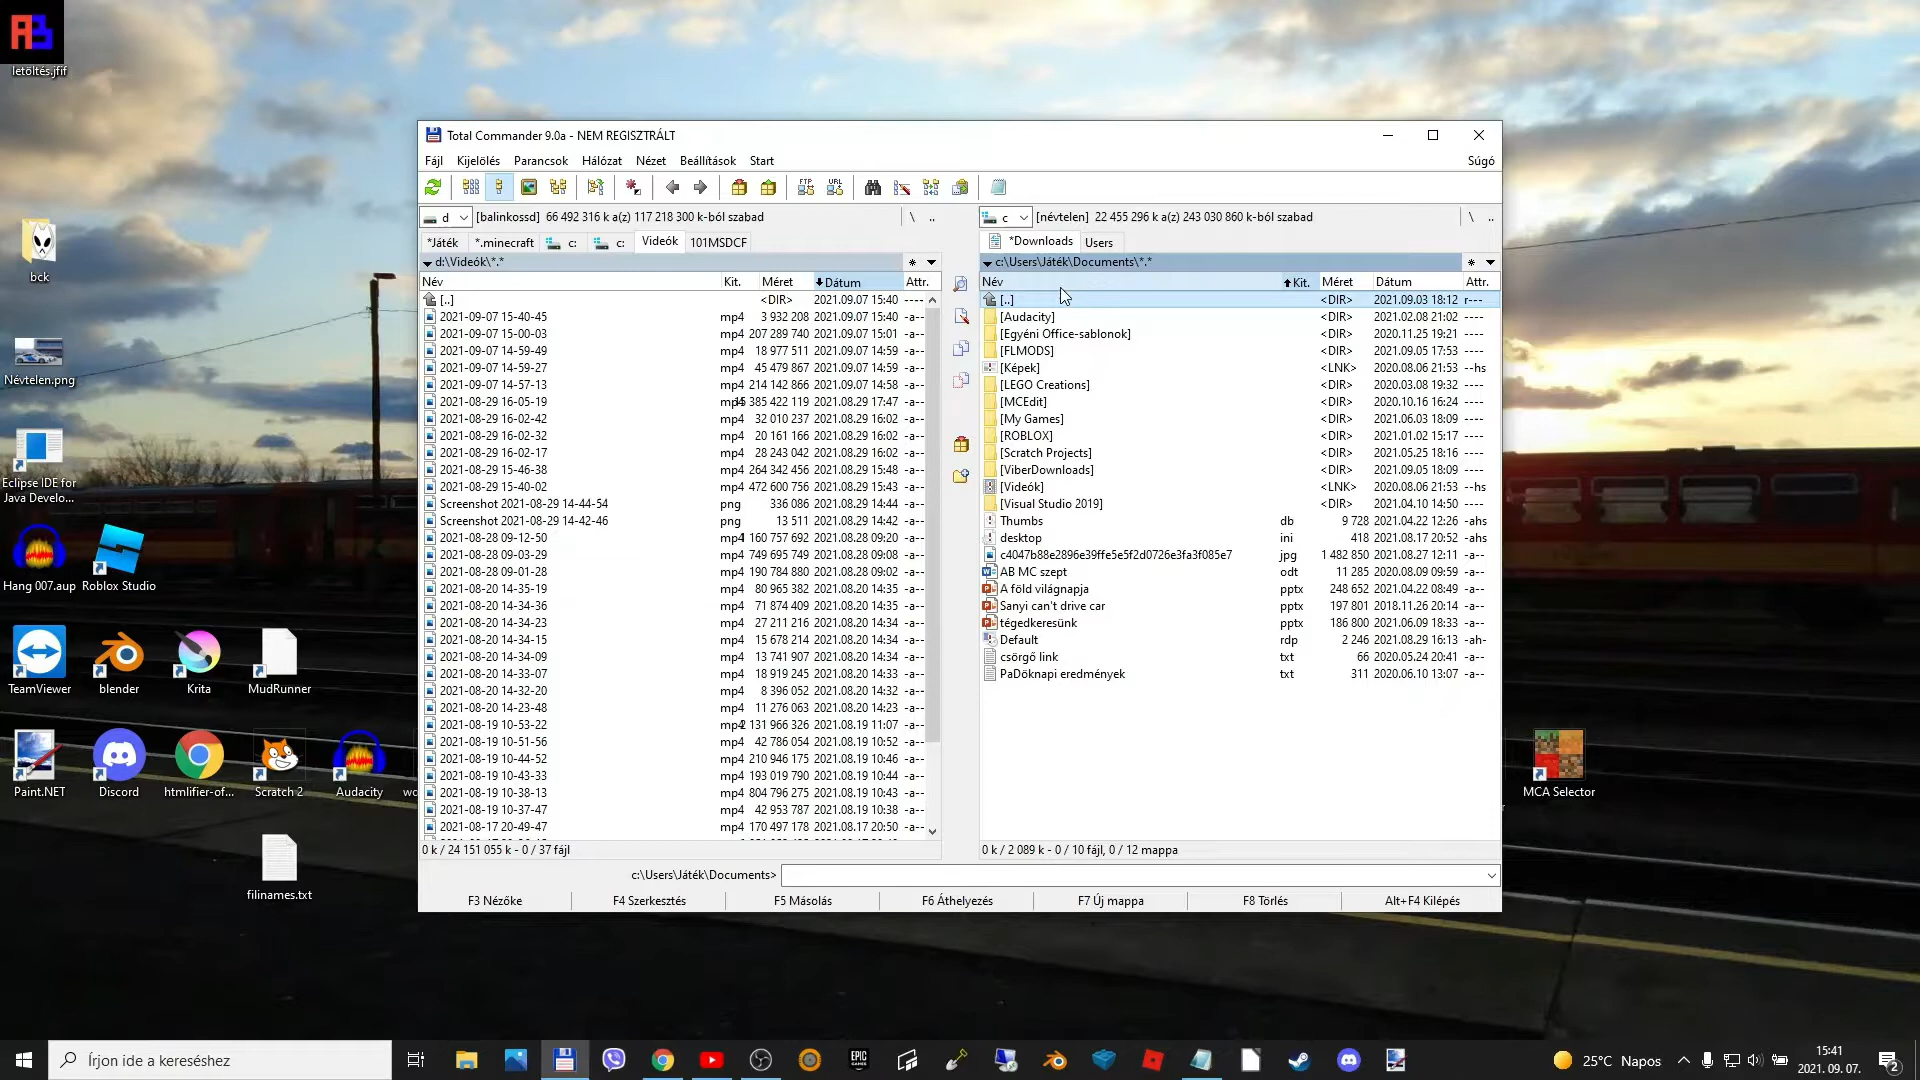 letöltés.jfif
bck
Névtelen.png
Eclipse IDE for
Java Develo...
Hang 007.aup
Roblox Studio
TeamViewer
blender
Krita
MudRunner
Paint.NET
Discord
htmlifier-of...
Scratch 2
Audacity
filinames.txt
MCA Selector
Total Commander 9.0a - NEM REGISZTRÁLT
Fájl Kijelölés Parancsok Hálózat Nézet Beállítások Start Súgó
FTP URL
d [balinkossd] 66 492 316 k a(z) 117 218 300 k-ból szabad \ ..
*Játék *.minecraft c: c: Videók 101MSDCF
d:\Videók\*.* *
Név Kit. Méret Dátum Attr.
[..] <DIR> 2021.09.07 15:40 ----
2021-09-07 15-40-45 mp4 3 932 208 2021.09.07 15:40 -a--
2021-09-07 15-00-03 mp4 207 289 740 2021.09.07 15:01 -a--
2021-09-07 14-59-49 mp4 18 977 511 2021.09.07 14:59 -a--
2021-09-07 14-59-27 mp4 45 479 867 2021.09.07 14:59 -a--
2021-09-07 14-57-13 mp4 214 142 866 2021.09.07 14:58 -a--
2021-08-29 16-05-19 385 422 119 2021.08.29 17:47 -a--
2021-08-29 16-02-42 mp4 32 010 237 2021.08.29 16:02 -a--
2021-08-29 16-02-32 mp4 20 161 166 2021.08.29 16:02 -a--
2021-08-29 16-02-17 mp4 28 243 042 2021.08.29 16:02 -a--
2021-08-29 15-46-38 mp4 264 342 456 2021.08.29 15:48 -a--
2021-08-29 15-40-02 mp4 472 600 756 2021.08.29 15:43 -a--
Screenshot 2021-08-29 14-44-54 png 336 086 2021.08.29 14:44 -a--
Screenshot 2021-08-29 14-42-46 png 13 511 2021.08.29 14:42 -a--
2021-08-28 09-12-50 160 757 692 2021.08.28 09:20 -a--
2021-08-28 09-03-29 mp4 749 695 749 2021.08.28 09:08 -a--
2021-08-28 09-01-28 mp4 190 784 880 2021.08.28 09:02 -a--
2021-08-20 14-35-19 mp4 80 965 382 2021.08.20 14:35 -a--
2021-08-20 14-34-36 mp4 71 874 409 2021.08.20 14:35 -a--
2021-08-20 14-34-23 mp4 27 211 216 2021.08.20 14:34 -a--
2021-08-20 14-34-15 mp4 15 678 214 2021.08.20 14:34 -a--
2021-08-20 14-34-09 mp4 13 741 907 2021.08.20 14:34 -a--
2021-08-20 14-33-07 mp4 18 919 245 2021.08.20 14:33 -a--
2021-08-20 14-32-20 mp4 8 396 052 2021.08.20 14:32 -a--
2021-08-20 14-23-48 mp4 11 276 063 2021.08.20 14:23 -a--
2021-08-19 10-53-22 131 966 326 2021.08.19 11:07 -a--
2021-08-19 10-51-56 mp4 42 786 054 2021.08.19 10:52 -a--
2021-08-19 10-44-52 mp4 210 946 175 2021.08.19 10:46 -a--
2021-08-19 10-43-33 mp4 193 019 790 2021.08.19 10:44 -a--
2021-08-19 10-38-13 mp4 804 796 275 2021.08.19 10:43 -a--
2021-08-19 10-37-47 mp4 42 953 787 2021.08.19 10:38 -a--
2021-08-17 20-49-47 mp4 170 497 178 2021.08.17 20:50 -a--
0 k / 24 151 055 k - 0 / 37 fájl
c [névtelen] 22 455 296 k a(z) 243 030 860 k-ból szabad \ ..
*Downloads Users
c:\Users\Játék\Documents\*.* *
Név Kit. Méret Dátum Attr.
[..] <DIR> 2021.09.03 18:12 r---
[Audacity] <DIR> 2021.02.08 21:02 ----
[Egyéni Office-sablonok] <DIR> 2020.11.25 19:21 ----
[FLMODS] <DIR> 2021.09.05 17:53 ----
[Képek] <LNK> 2020.08.06 21:53 --hs
[LEGO Creations] <DIR> 2020.03.08 19:32 ----
[MCEdit] <DIR> 2020.10.16 16:24 ----
[My Games] <DIR> 2021.06.03 18:09 ----
[ROBLOX] <DIR> 2021.01.02 15:17 ----
[Scratch Projects] <DIR> 2021.05.25 18:16 ----
[ViberDownloads] <DIR> 2021.09.05 18:09 ----
[Videók] <LNK> 2020.08.06 21:53 --hs
[Visual Studio 2019] <DIR> 2021.04.10 14:50 ----
Thumbs db 9 728 2021.04.22 12:26 -ahs
desktop ini 418 2021.08.17 20:52 -ahs
c4047b88e2896e39ffe5e5f2d0726e3fa3f085e7 jpg 1 482 850 2021.08.27 12:11 -a--
AB MC szept odt 11 285 2020.08.09 09:59 -a--
A föld világnapja pptx 248 652 2021.04.22 08:49 -a--
Sanyi can't drive car pptx 197 801 2018.11.26 20:14 -a--
tégedkeresünk pptx 186 800 2021.06.09 18:33 -a--
Default rdp 2 246 2021.08.29 16:13 -ah-
csörgő link txt 66 2020.05.24 20:41 -a--
PaDöknapi eredmények txt 311 2020.06.10 13:07 -a--
0 k / 2 089 k - 0 / 10 fájl, 0 / 12 mappa
c:\Users\Játék\Documents>
F3 Nézőke F4 Szerkesztés F5 Másolás F6 Áthelyezés F7 Új mappa F8 Törlés Alt+F4 Kilépés
Írjon ide a kereséshez
EPIC GAMES
25°C Napos
15:41
2021. 09. 07.
2